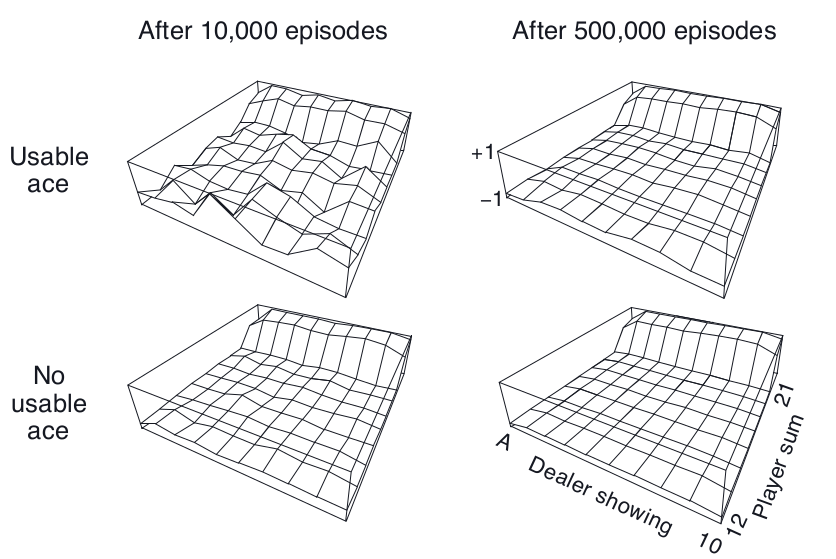 After 10,000 episodes
After 500,000 episodes
Usable
ace
+1
−1
No
usable
ace
A
Dealer showing
10
12
Player sum
21